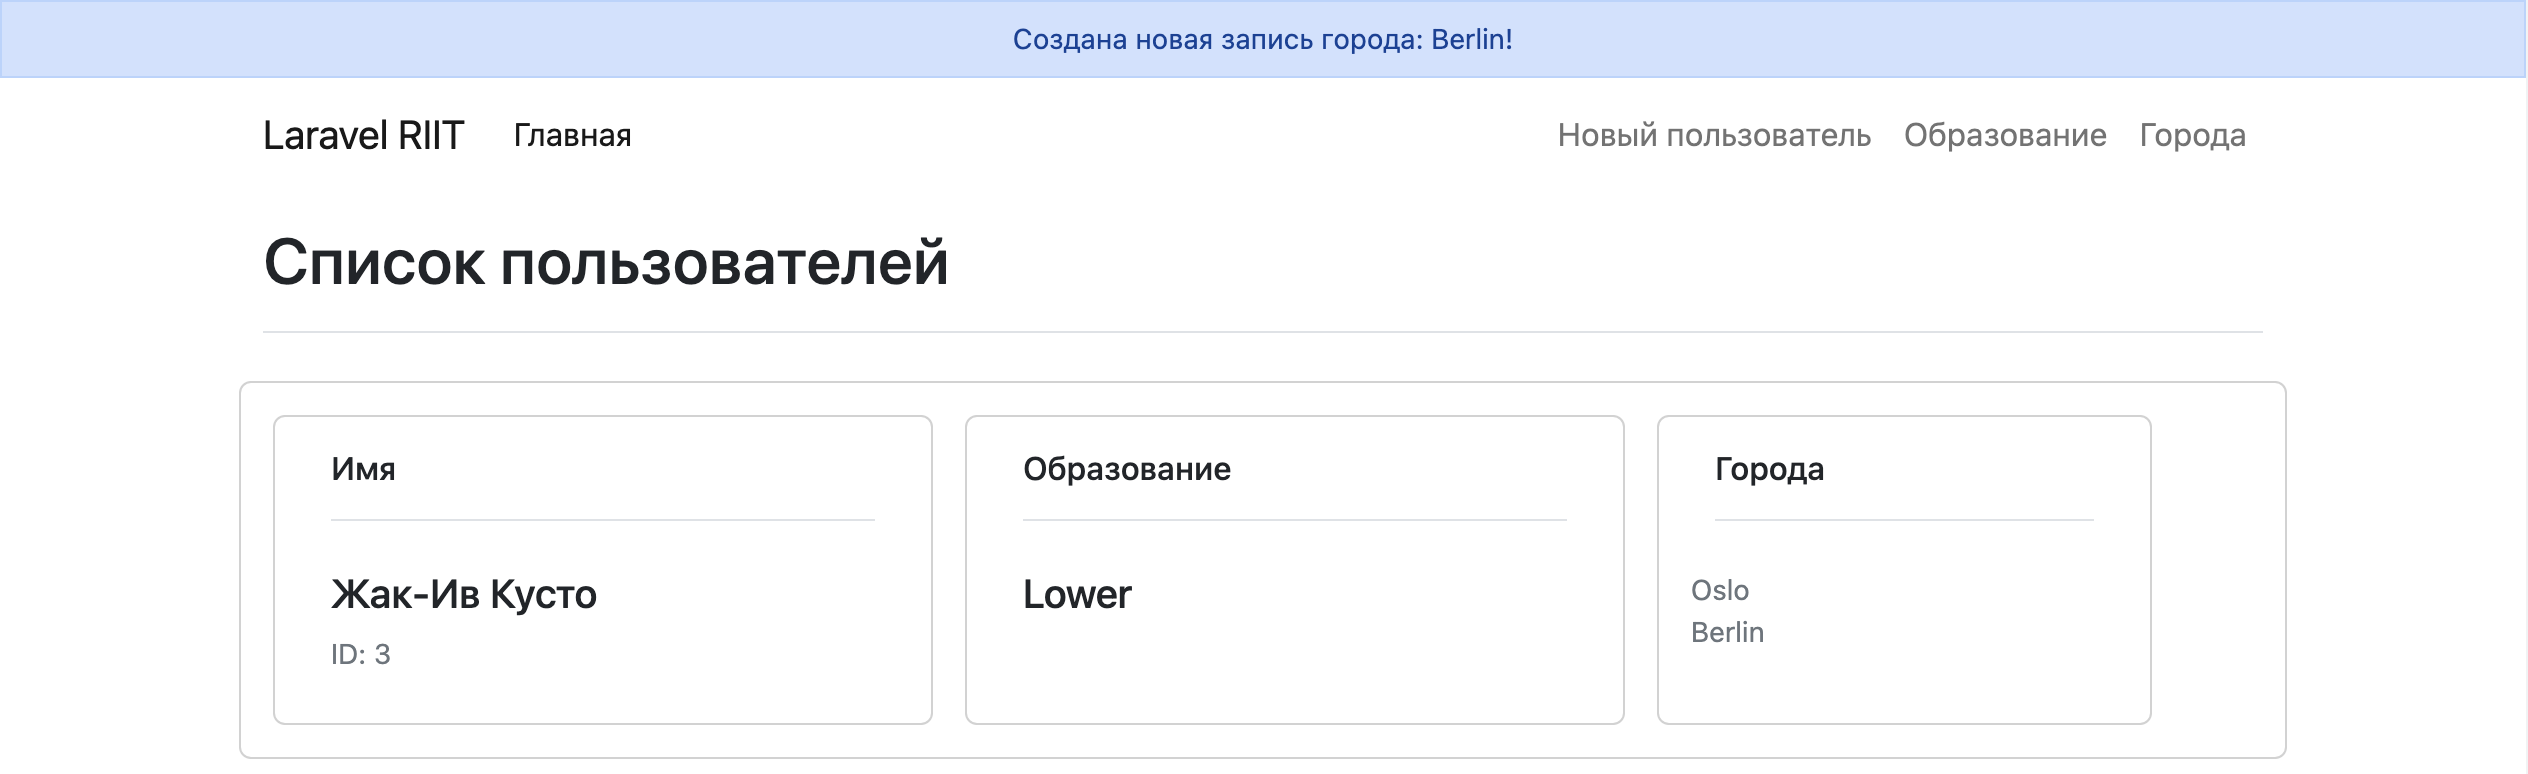 Создана новая запись города: Berlin!
Laravel RIIT Главная Новый пользователь Образование Города
Список пользователей
Имя
Жак-Ив Кусто
ID: 3
Образование
Lower
Города
Oslo
Berlin